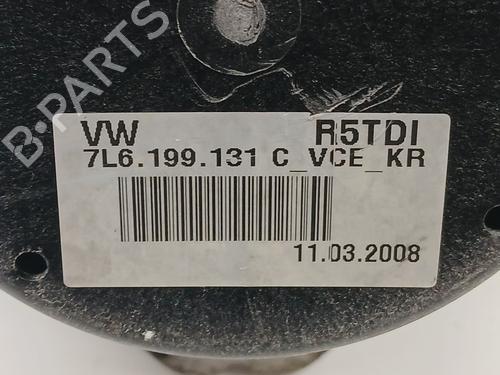 B-PARTS
VW R5TDI
7L6.199.131 C_VCE_KR
11.03.2008